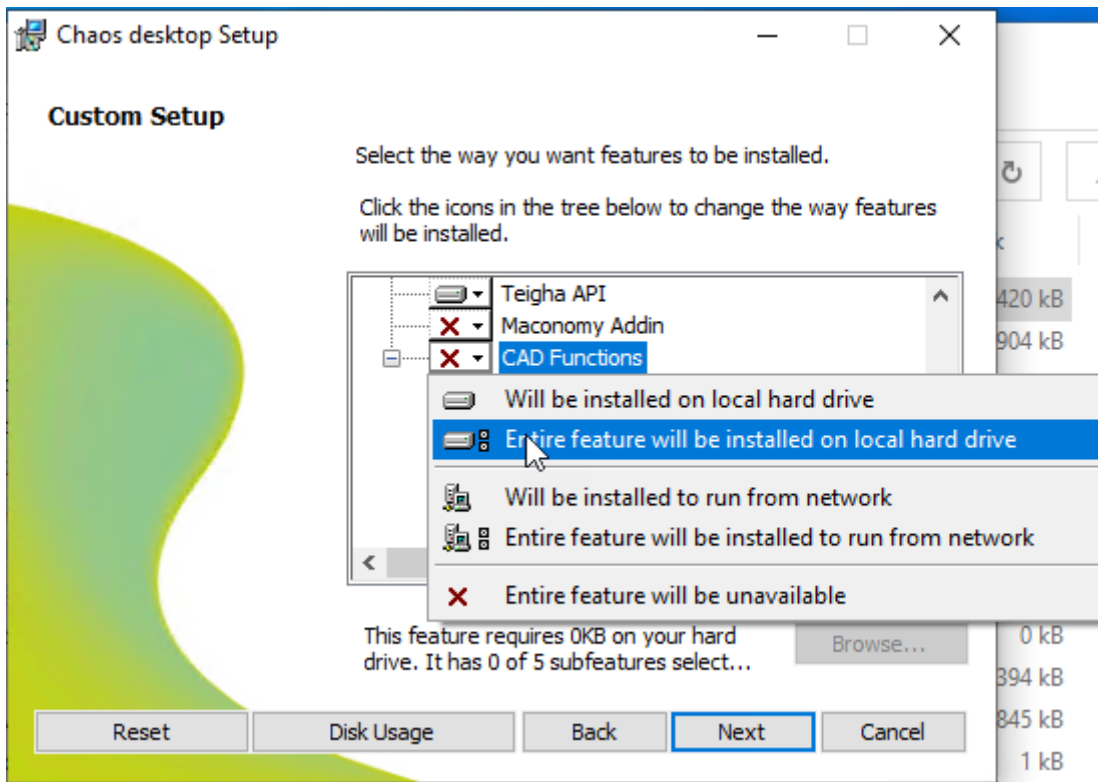 Chaos desktop Setup
Custom Setup
Select the way you want features to be installed.
Click the icons in the tree below to change the way features
will be installed.
Teigha API
Maconomy Addin
CAD Functions
Will be installed on local hard drive
Entire feature will be installed on local hard drive
Will be installed to run from network
Entire feature will be installed to run from network
Entire feature will be unavailable
This feature requires 0KB on your hard
drive. It has 0 of 5 subfeatures select...
Browse...
Reset
Disk Usage
Back
Next
Cancel
420 kB
904 kB
0 kB
394 kB
845 kB
1 kB